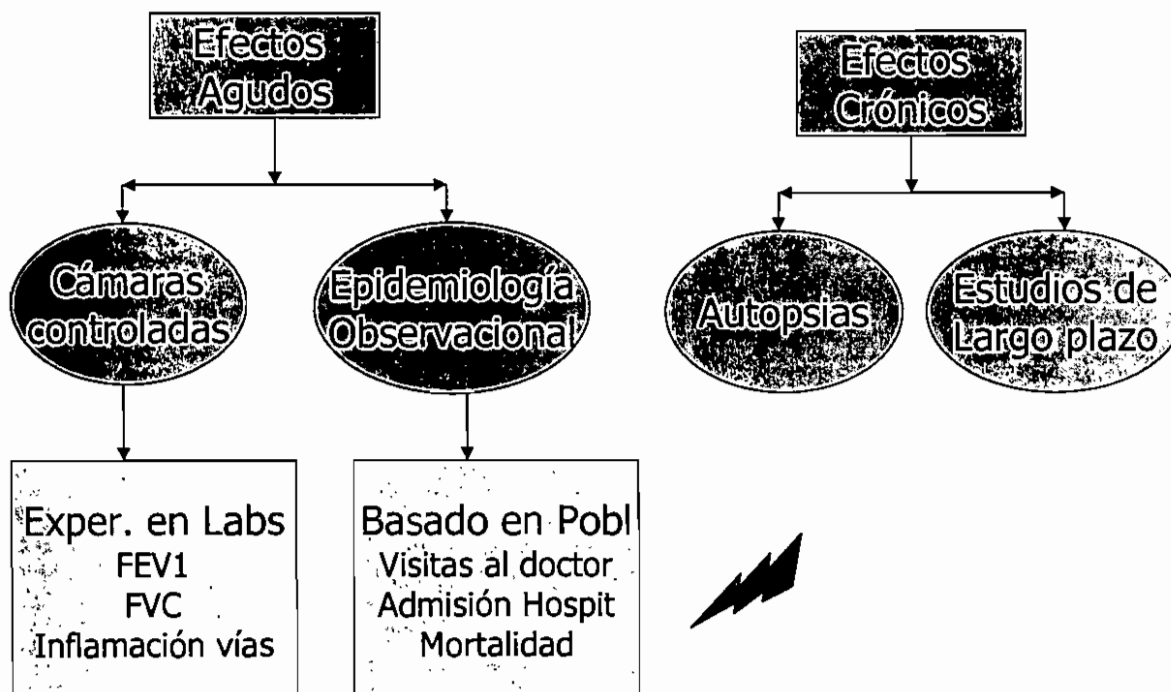 Efectos
Agudos
Efectos
Crónicos
Cámaras
controladas
Epidemiología
Observacional
Autopsias
Estudios de
Largo plazo
Exper. en Labs
FEV1
FVC
Inflamación vías
Basado en Pobl
Visitas al doctor
Admisión Hospit
Mortalidad